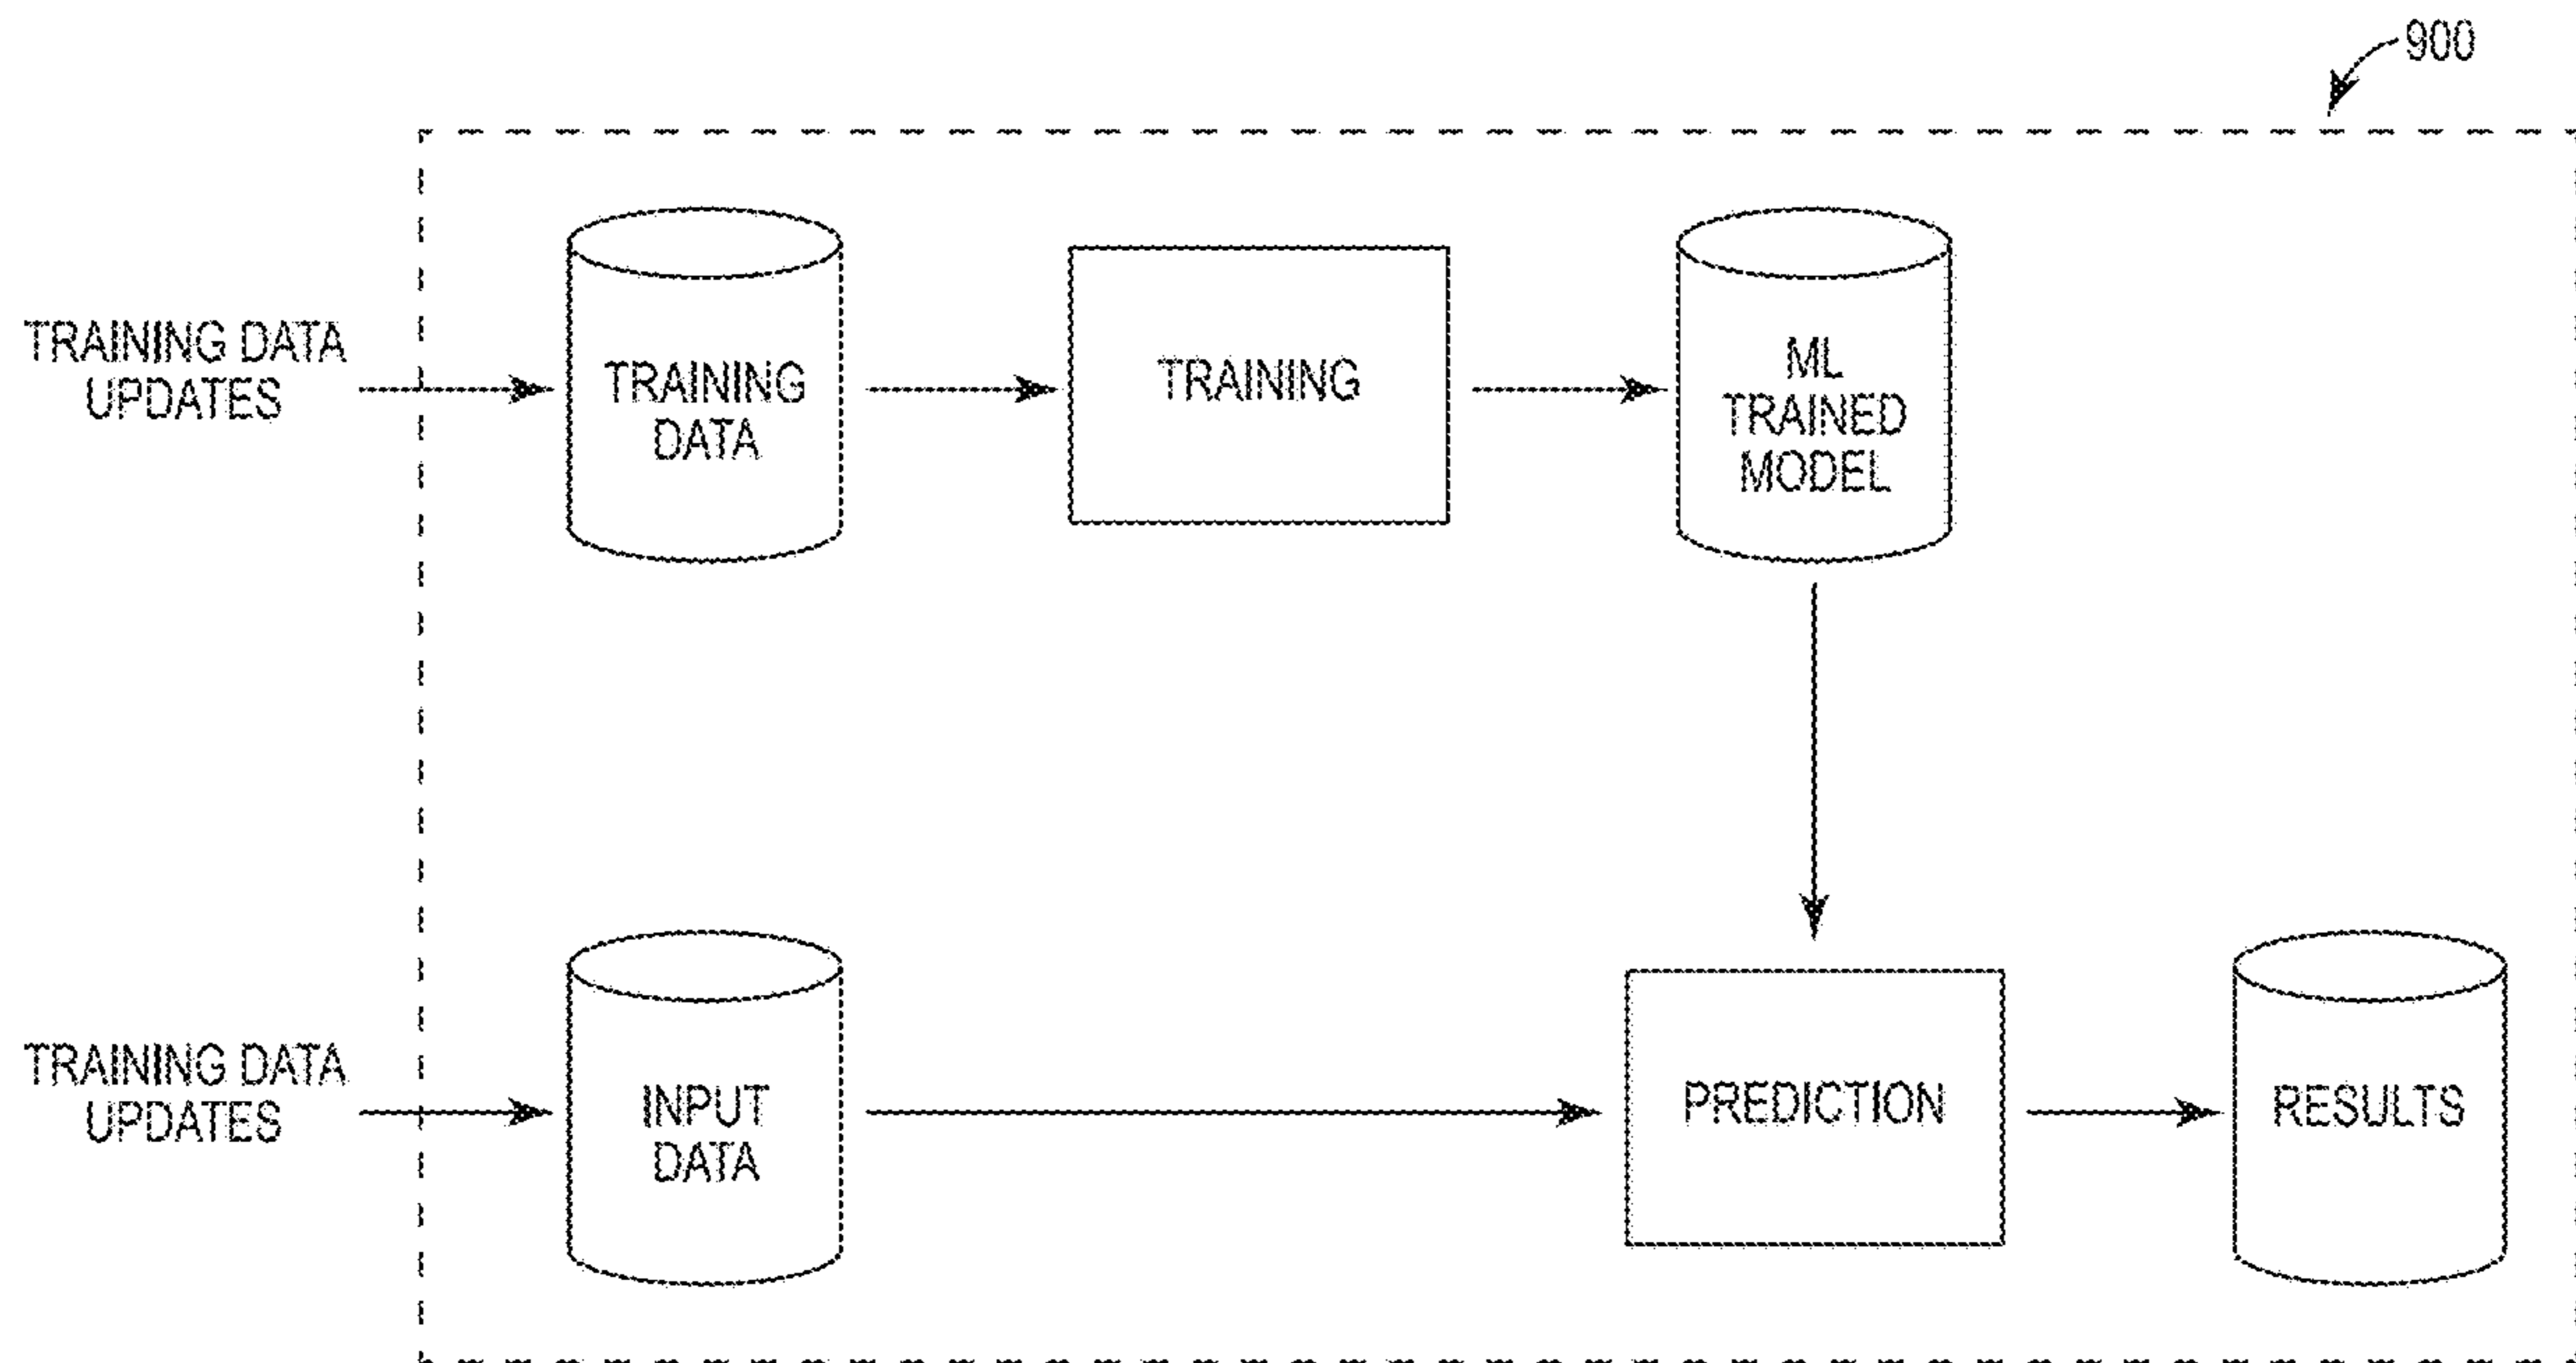 900
TRAINING DATA
UPDATES
TRAINING
DATA
TRAINING
ML
TRAINED
MODEL
TRAINING DATA
UPDATES
INPUT
DATA
PREDICTION
RESULTS